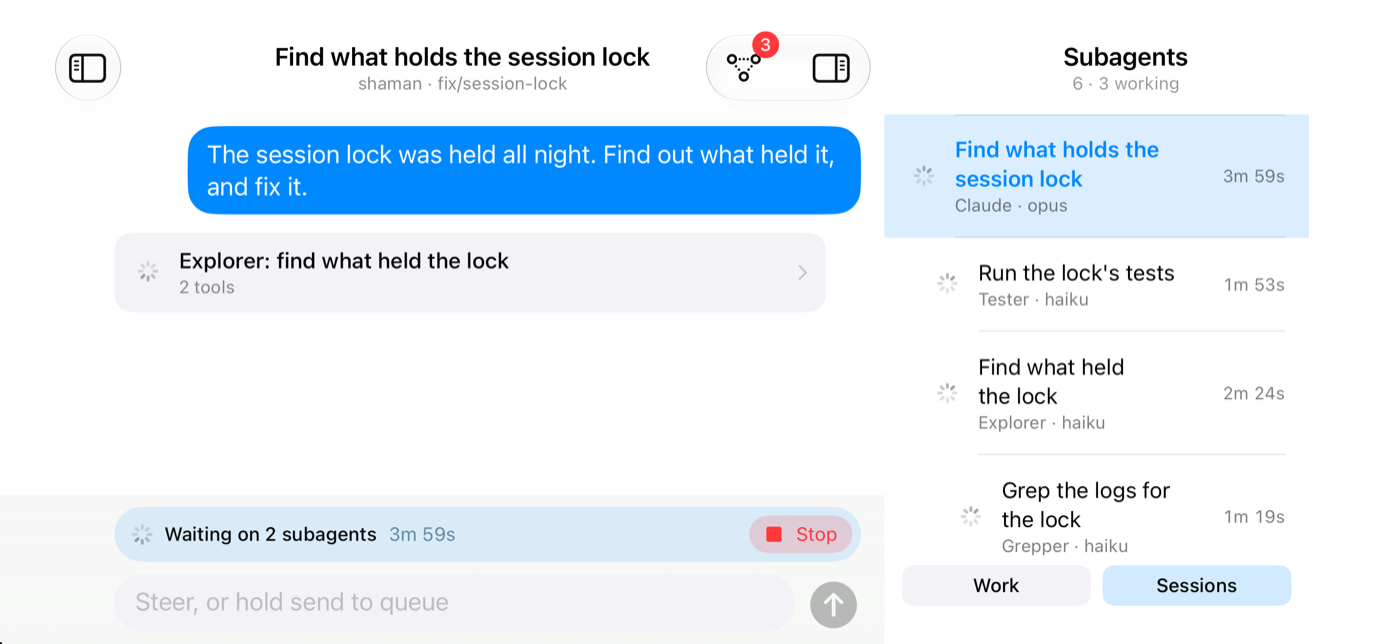 Find what holds the session lock
shaman · fix/session-lock
3
The session lock was held all night. Find out what held it,
and fix it.
Explorer: find what held the lock
2 tools
Waiting on 2 subagents 3m 59s
Stop
Steer, or hold send to queue
Subagents
6 · 3 working
Find what holds the
session lock
3m 59s
Claude · opus
Run the lock's tests
1m 53s
Tester · haiku
Find what held
the lock
2m 24s
Explorer · haiku
Grep the logs for
the lock
1m 19s
Grepper · haiku
Work
Sessions